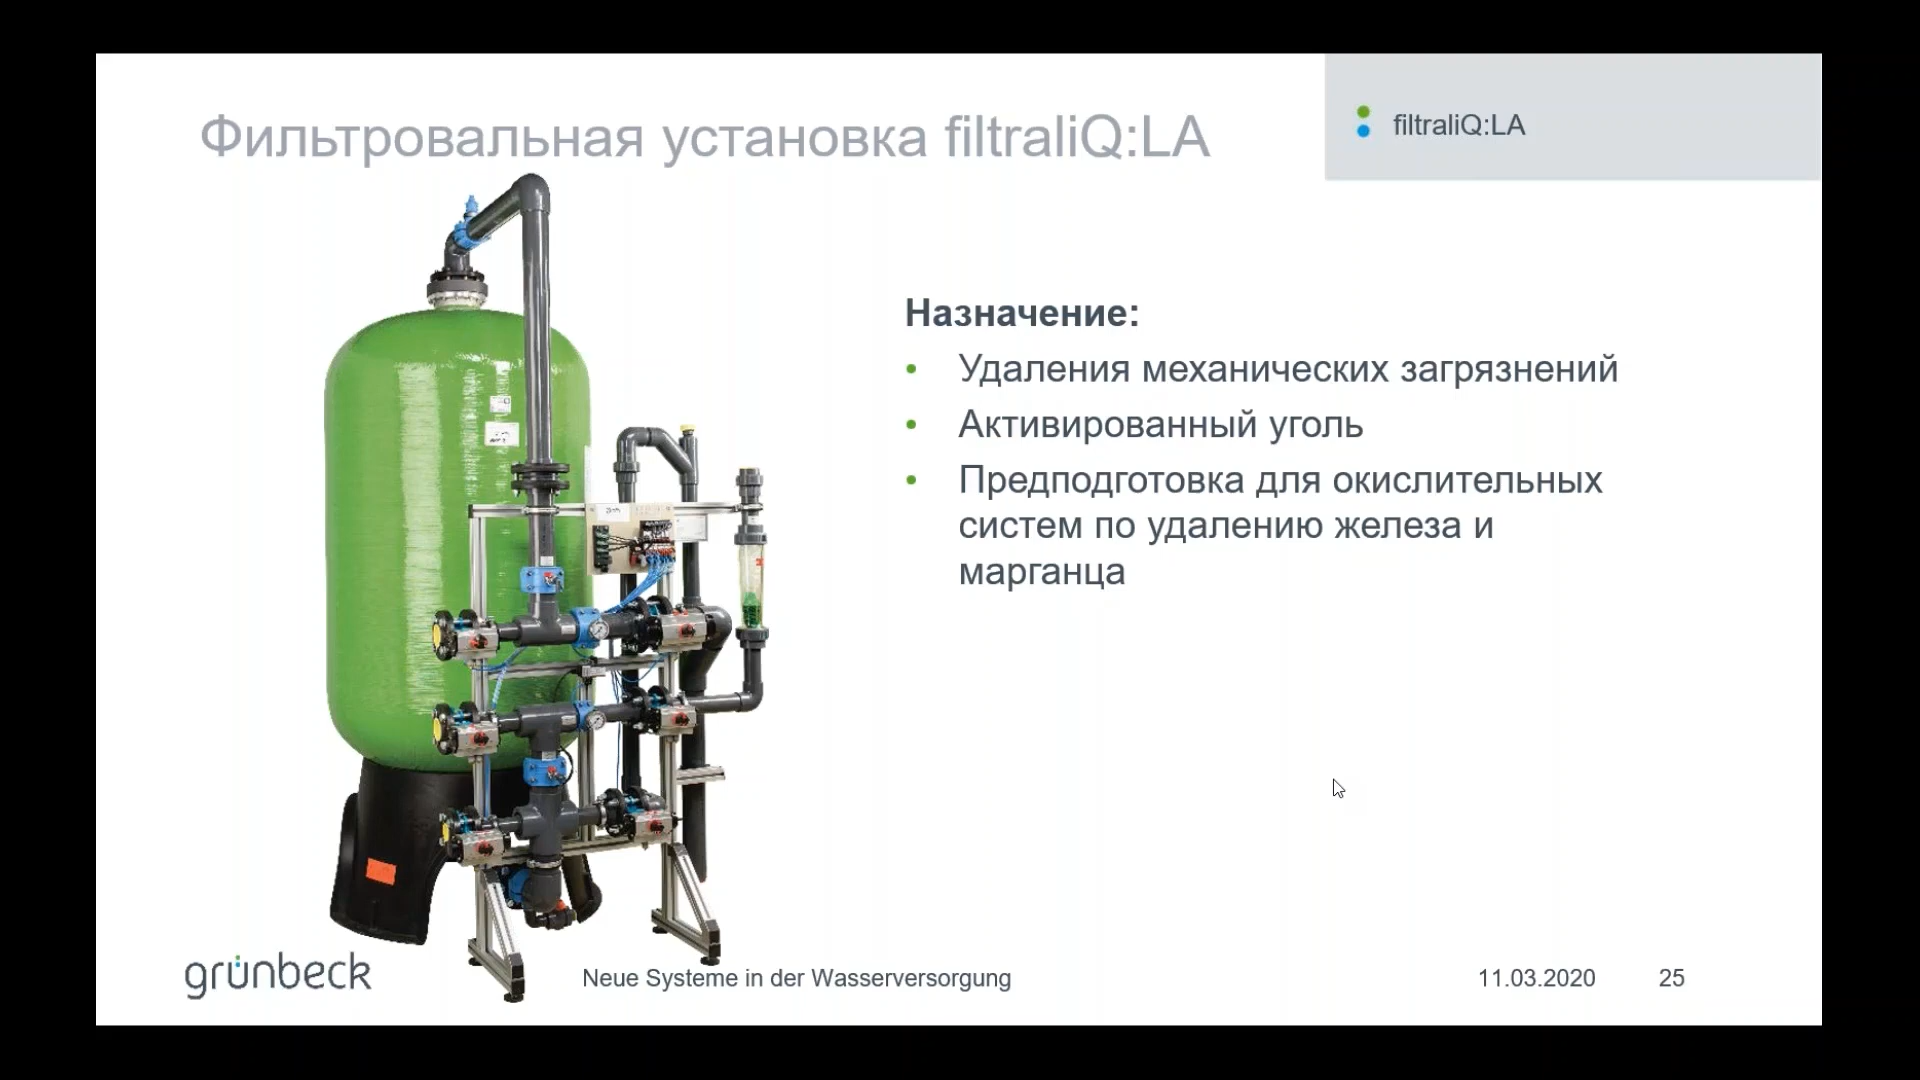 Фильтровальная установка filtraliQ:LA
filtraliQ:LA
Назначение:
• Удаления механических загрязнений
• Активированный уголь
• Предподготовка для окислительных
систем по удалению железа и
марганца
grünbeck
Neue Systeme in der Wasserversorgung
11.03.2020
25